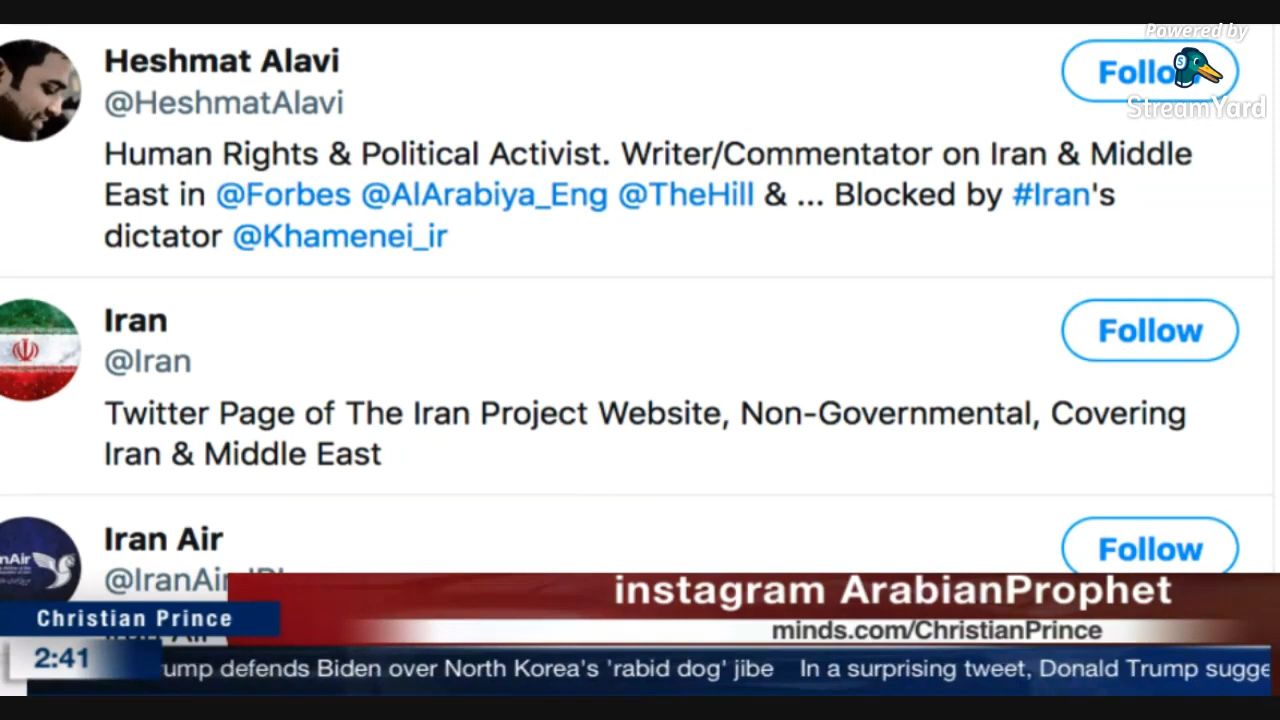 Powered by
StreamYard
Heshmat Alavi
@HeshmatAlavi
Follow
Human Rights & Political Activist. Writer/Commentator on Iran & Middle
East in @Forbes @AlArabiya_Eng @TheHill & ... Blocked by #Iran's
dictator @Khamenei_ir
Iran
@Iran
Follow
Twitter Page of The Iran Project Website, Non-Governmental, Covering
Iran & Middle East
Iran Air
Follow
instagram ArabianProphet
Christian Prince
minds.com/ChristianPrince
2:41
ump defends Biden over North Korea's 'rabid dog' jibe In a surprising tweet, Donald Trump sugge